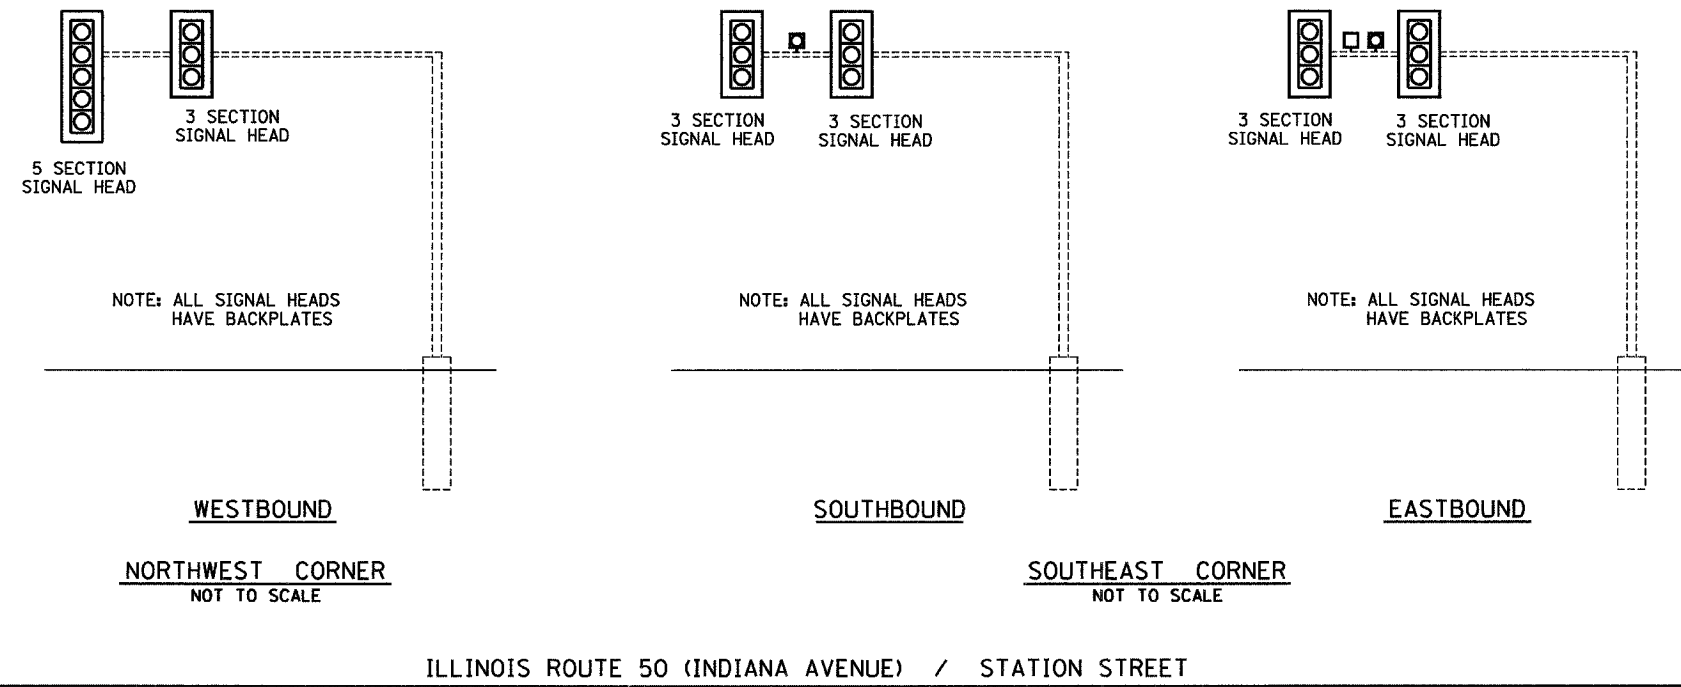 3 SECTION
SIGNAL HEAD
5 SECTION
SIGNAL HEAD
NOTE: ALL SIGNAL HEADS
HAVE BACKPLATES
WESTBOUND
NORTHWEST CORNER
NOT TO SCALE
3 SECTION
SIGNAL HEAD
3 SECTION
SIGNAL HEAD
NOTE: ALL SIGNAL HEADS
HAVE BACKPLATES
SOUTHBOUND
3 SECTION
SIGNAL HEAD
3 SECTION
SIGNAL HEAD
NOTE: ALL SIGNAL HEADS
HAVE BACKPLATES
EASTBOUND
SOUTHEAST CORNER
NOT TO SCALE
ILLINOIS ROUTE 50 (INDIANA AVENUE) / STATION STREET